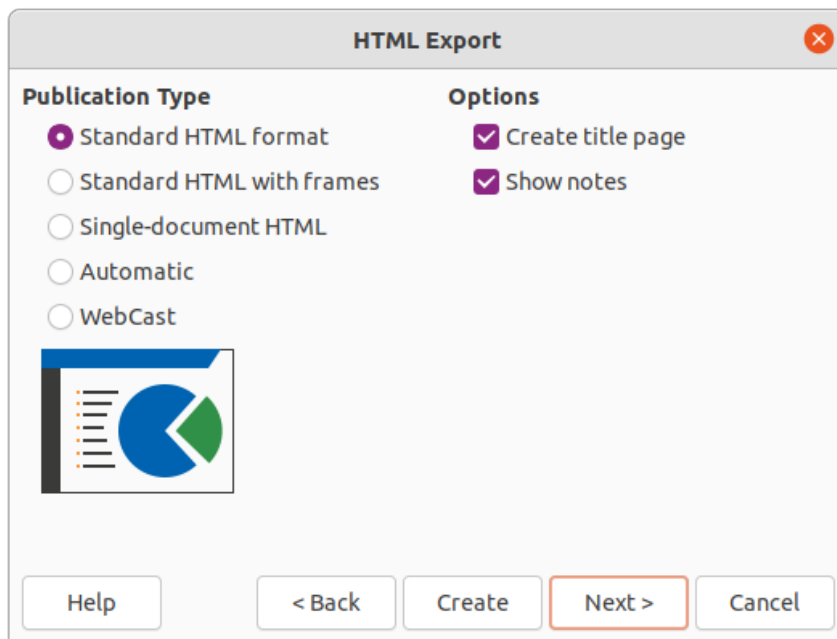 HTML Export
Publication Type
Standard HTML format
Standard HTML with frames
Single-document HTML
Automatic
WebCast
Options
Create title page
Show notes
Help
< Back
Create
Next >
Cancel